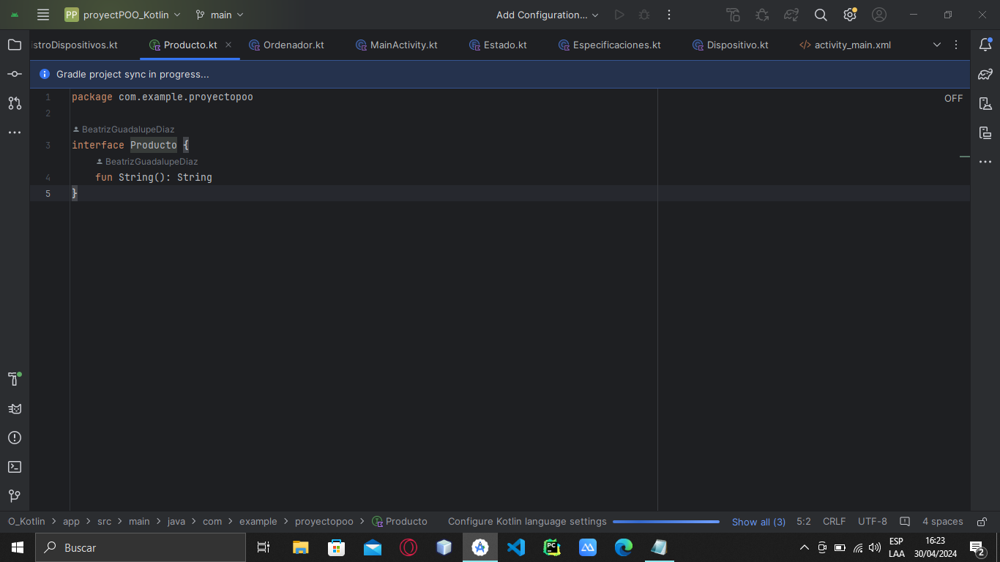 PP proyectPOO_Kotlin main Add Configuration...
istroDispositivos.kt Producto.kt Ordenador.kt MainActivity.kt Estado.kt Especificaciones.kt Dispositivo.kt activity_main.xml
Gradle project sync in progress...
1 package com.example.proyectopoo
OFF
2
BeatrizGuadalupeDiaz
3 interface Producto {
BeatrizGuadalupeDiaz
4 fun String(): String
5 }
O_Kotlin > app > src > main > java > com > example > proyectopoo > Producto Configure Kotlin language settings Show all (3) 5:2 CRLF UTF-8 4 spaces
Buscar
PC
ESP
LAA
16:23
30/04/2024
2